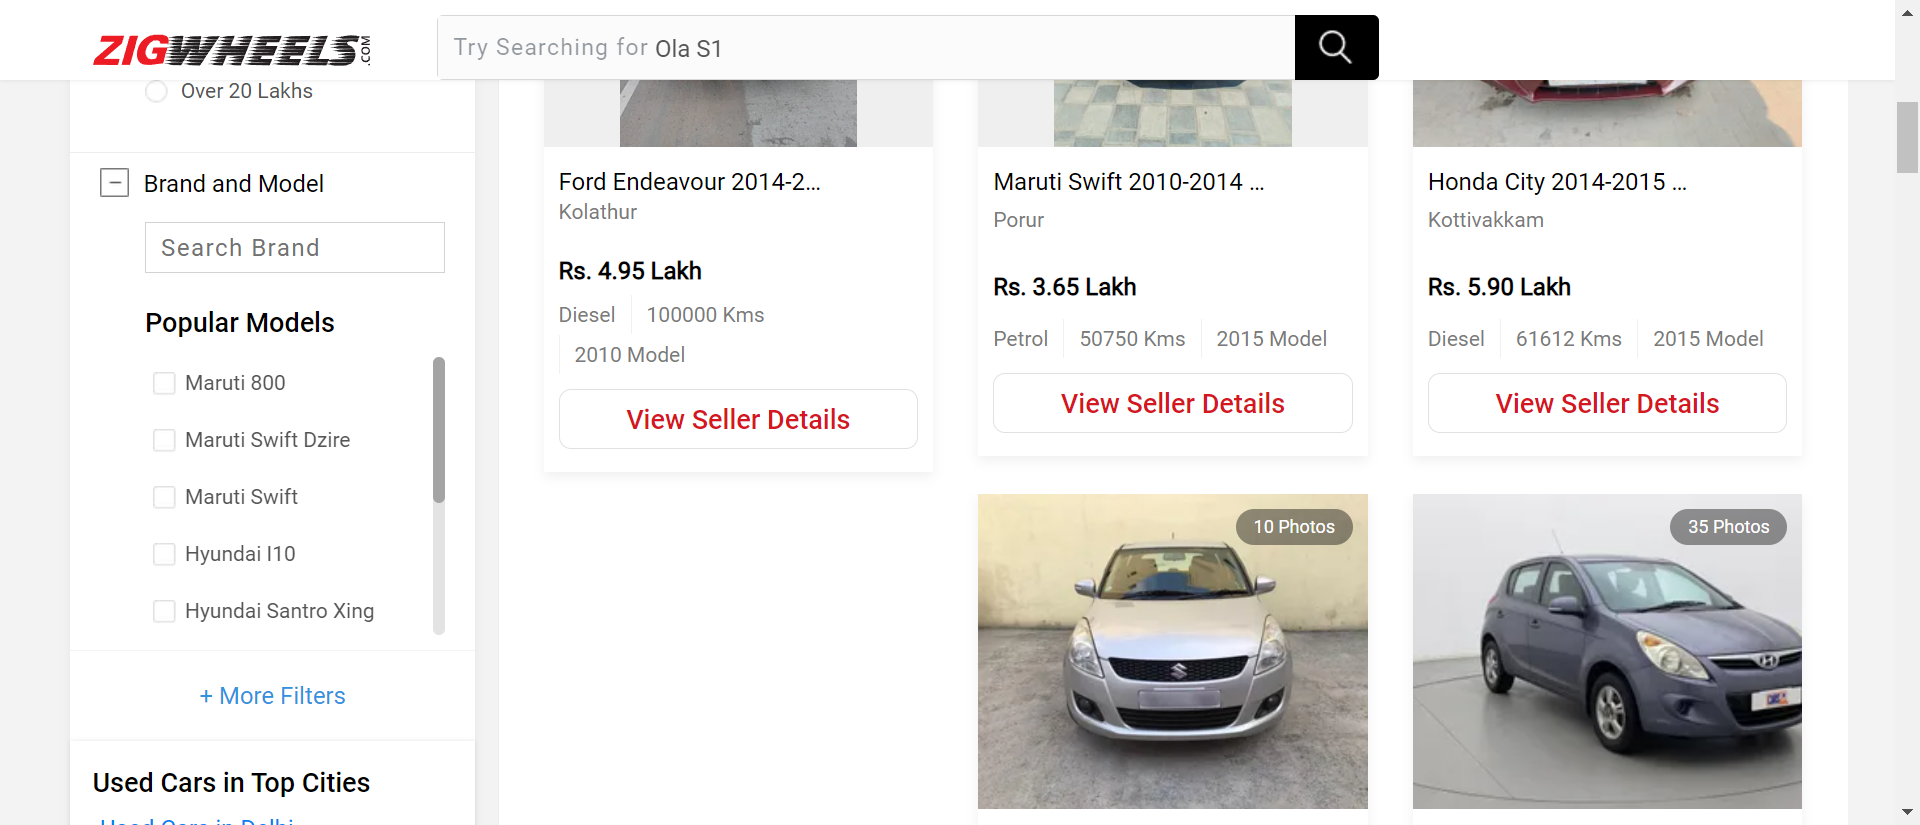 ZIGWHEELS.COM
Try Searching for Ola S1
Over 20 Lakhs
Brand and Model
Search Brand
Popular Models
Maruti 800
Maruti Swift Dzire
Maruti Swift
Hyundai I10
Hyundai Santro Xing
+ More Filters
Used Cars in Top Cities
Used Cars in Delhi
Ford Endeavour 2014-2...
Kolathur
Rs. 4.95 Lakh
Diesel 100000 Kms
2010 Model
View Seller Details
Maruti Swift 2010-2014 ...
Porur
Rs. 3.65 Lakh
Petrol 50750 Kms 2015 Model
View Seller Details
Honda City 2014-2015 ...
Kottivakkam
Rs. 5.90 Lakh
Diesel 61612 Kms 2015 Model
View Seller Details
10 Photos
35 Photos